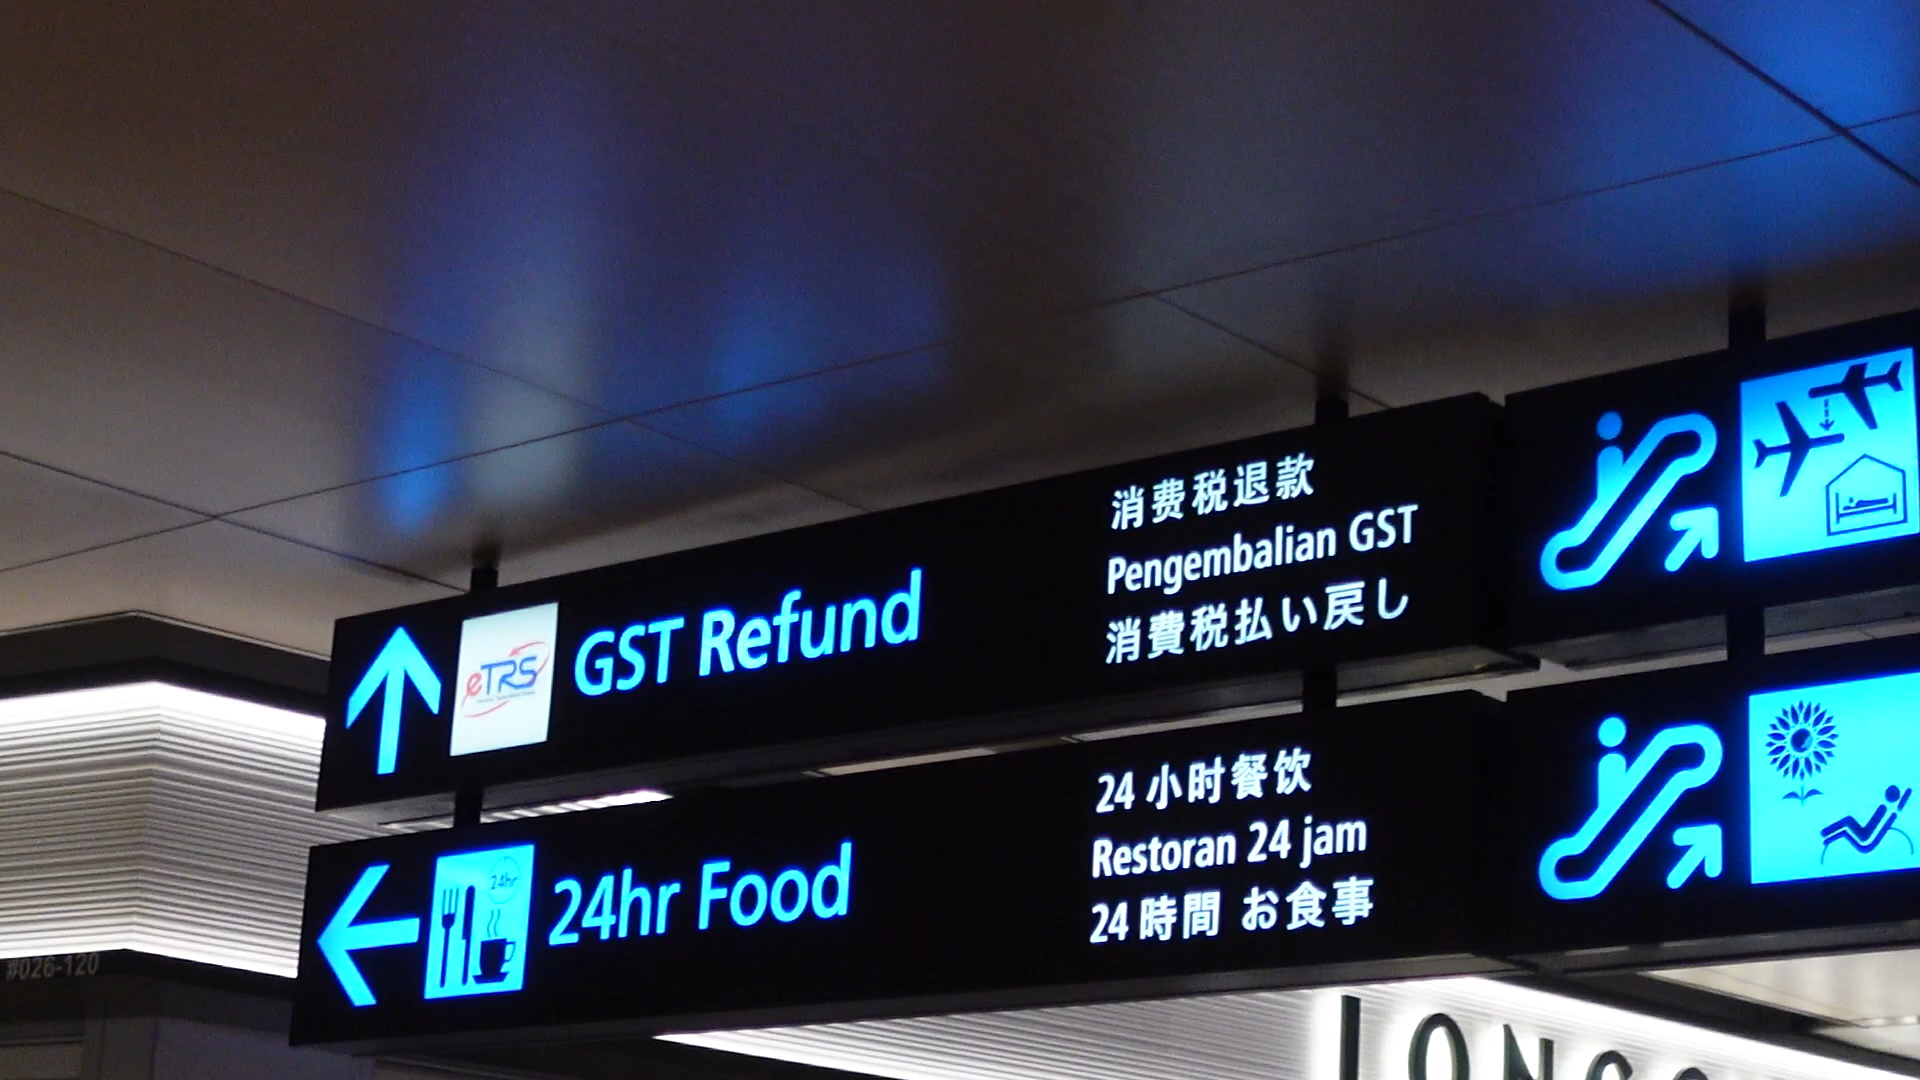 eTRS
GST Refund
消费税退款
Pengembalian GST
消費税払い戻し
24hr
24hr Food
24 小时餐饮
Restoran 24 jam
24 時間 お食事
#026-120